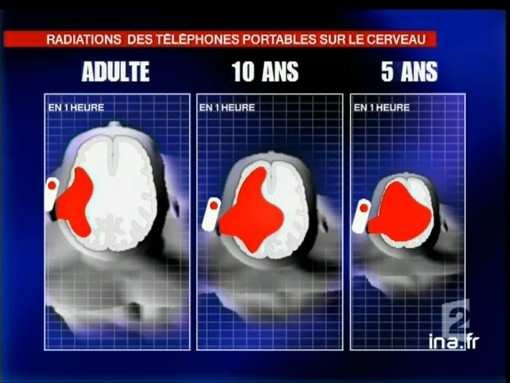 RADIATIONS DES TÉLÉPHONES PORTABLES SUR LE CERVEAU
ADULTE
10 ANS
5 ANS
EN 1 HEURE
EN 1 HEURE
EN 1 HEURE
2
ina.fr